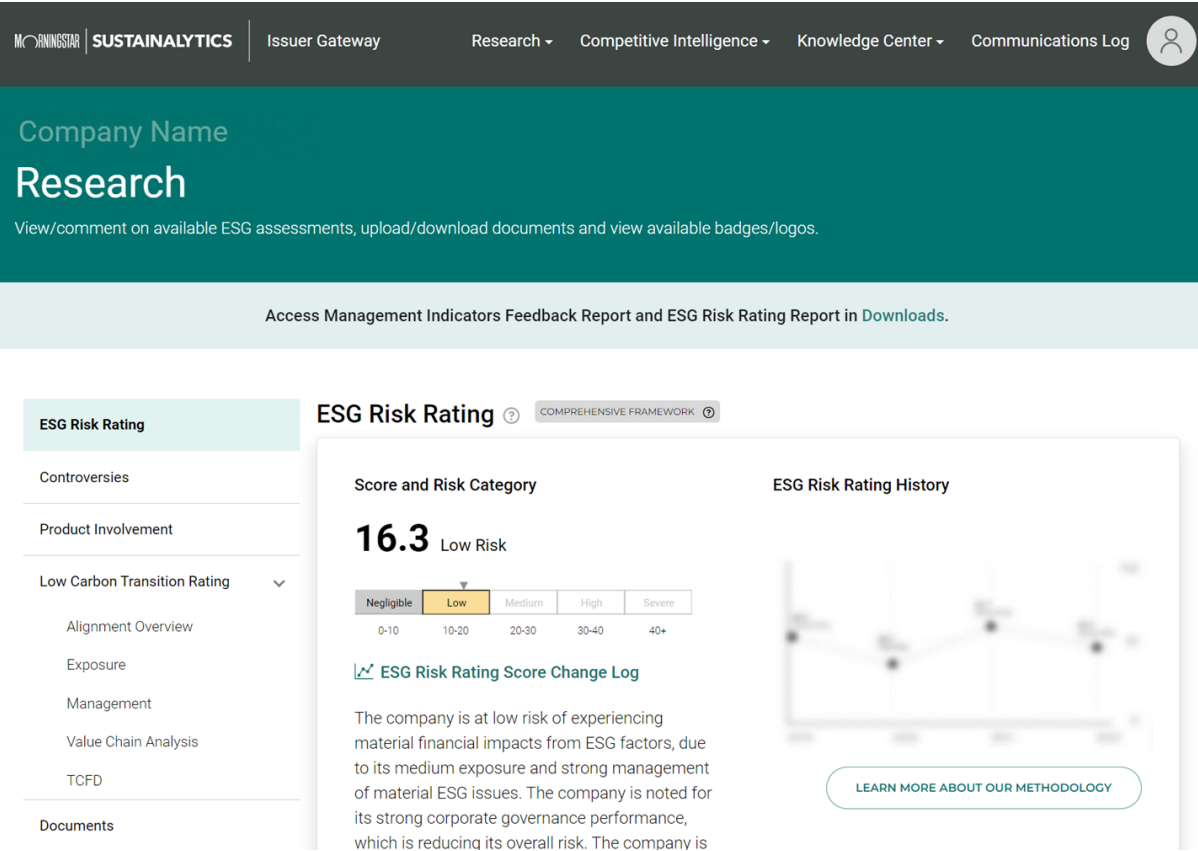 MORNINGSTAR | SUSTAINALYTICS
Issuer Gateway
Research
Competitive Intelligence
Knowledge Center
Communications Log
Company Name
Research
View/comment on available ESG assessments, upload/download documents and view available badges/logos.
Access Management Indicators Feedback Report and ESG Risk Rating Report in Downloads.
ESG Risk Rating
Controversies
Product Involvement
Low Carbon Transition Rating
Alignment Overview
Exposure
Management
Value Chain Analysis
TCFD
Documents
ESG Risk Rating ?
COMPREHENSIVE FRAMEWORK ?
Score and Risk Category
16.3 Low Risk
Negligible Low Medium High Severe
0-10 10-20 20-30 30-40 40+
ESG Risk Rating Score Change Log
The company is at low risk of experiencing
material financial impacts from ESG factors, due
to its medium exposure and strong management
of material ESG issues. The company is noted for
its strong corporate governance performance,
which is reducing its overall risk. The company is
ESG Risk Rating History
LEARN MORE ABOUT OUR METHODOLOGY